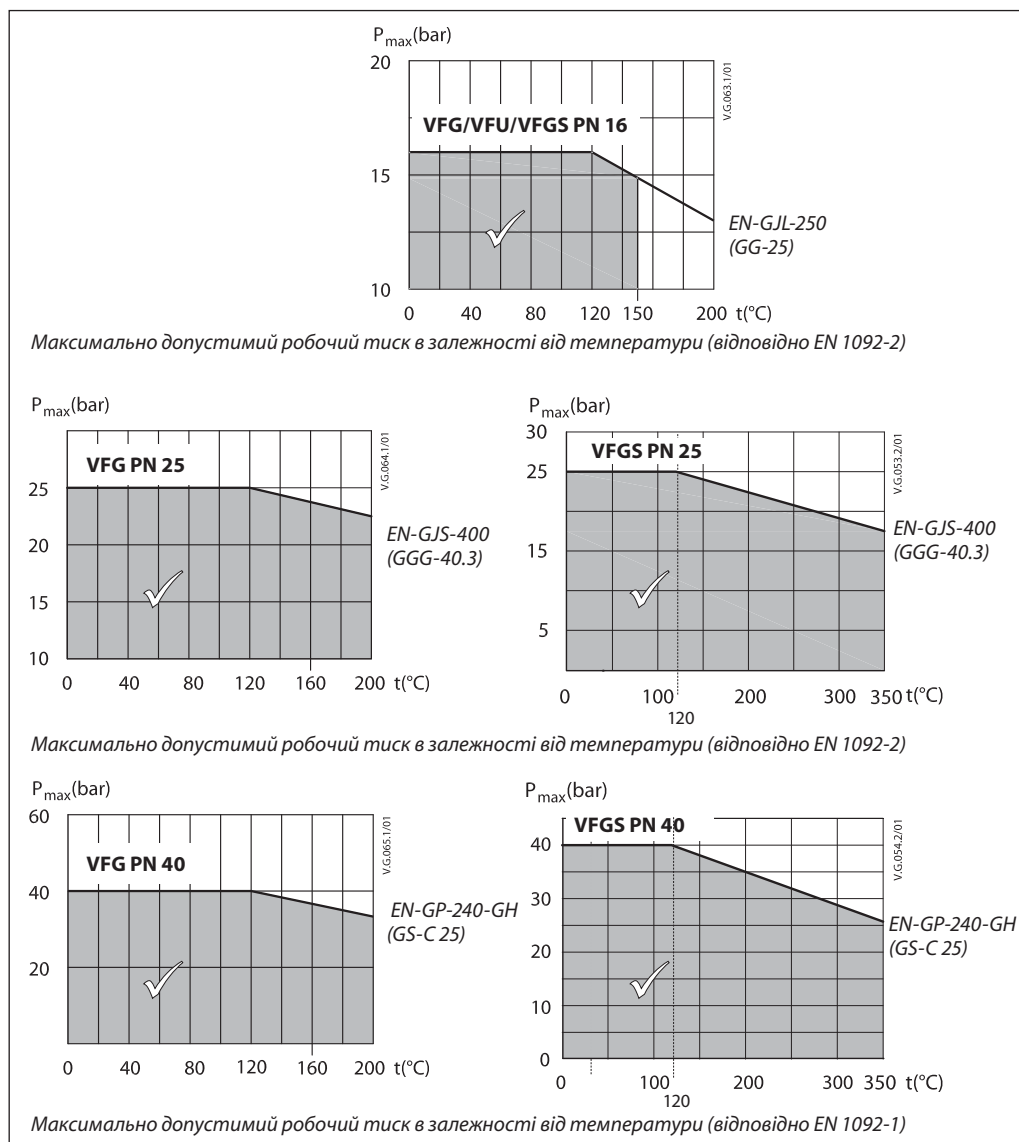 Pmax(bar)
20
VFG/VFU/VFGS PN 16
15
10
0 40 80 120 150 200 t(°C)
V.G.063.1/01
EN-GJL-250
(GG-25)
Максимально допустимий робочий тиск в залежності від температури (відповідно EN 1092-2)
Pmax(bar)
VFG PN 25
25
20
15
10
0 40 80 120 160 200 t(°C)
V.G.064.1/01
EN-GJS-400
(GGG-40.3)
Pmax(bar)
30
VFGS PN 25
25
15
5
0 100 200 300 350 t(°C)
120
V.G.053.2/01
EN-GJS-400
(GGG-40.3)
Максимально допустимий робочий тиск в залежності від температури (відповідно EN 1092-2)
Pmax(bar)
60
VFG PN 40
40
20
0 40 80 120 160 200 t(°C)
V.G.065.1/01
EN-GP-240-GH
(GS-C 25)
Pmax(bar)
VFGS PN 40
40
30
20
10
0
0 100 200 300 350 t(°C)
120
V.G.054.2/01
EN-GP-240-GH
(GS-C 25)
Максимально допустимий робочий тиск в залежності від температури (відповідно EN 1092-1)